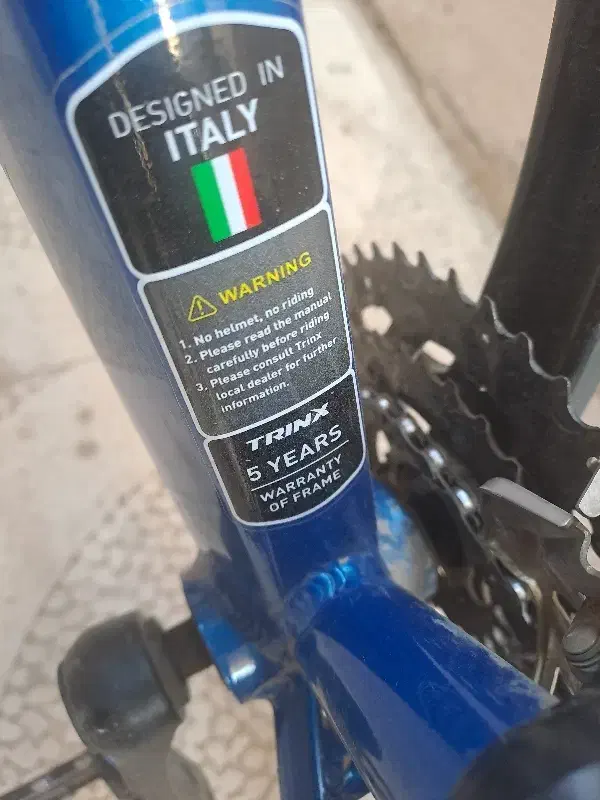 DESIGNED IN
ITALY
WARNING
1. No helmet, no riding
2. Please read the manual
carefully before riding
3. Please consult Trinx
local dealer for further
information.
TRINX
5 YEARS
WARRANTY
OF FRAME